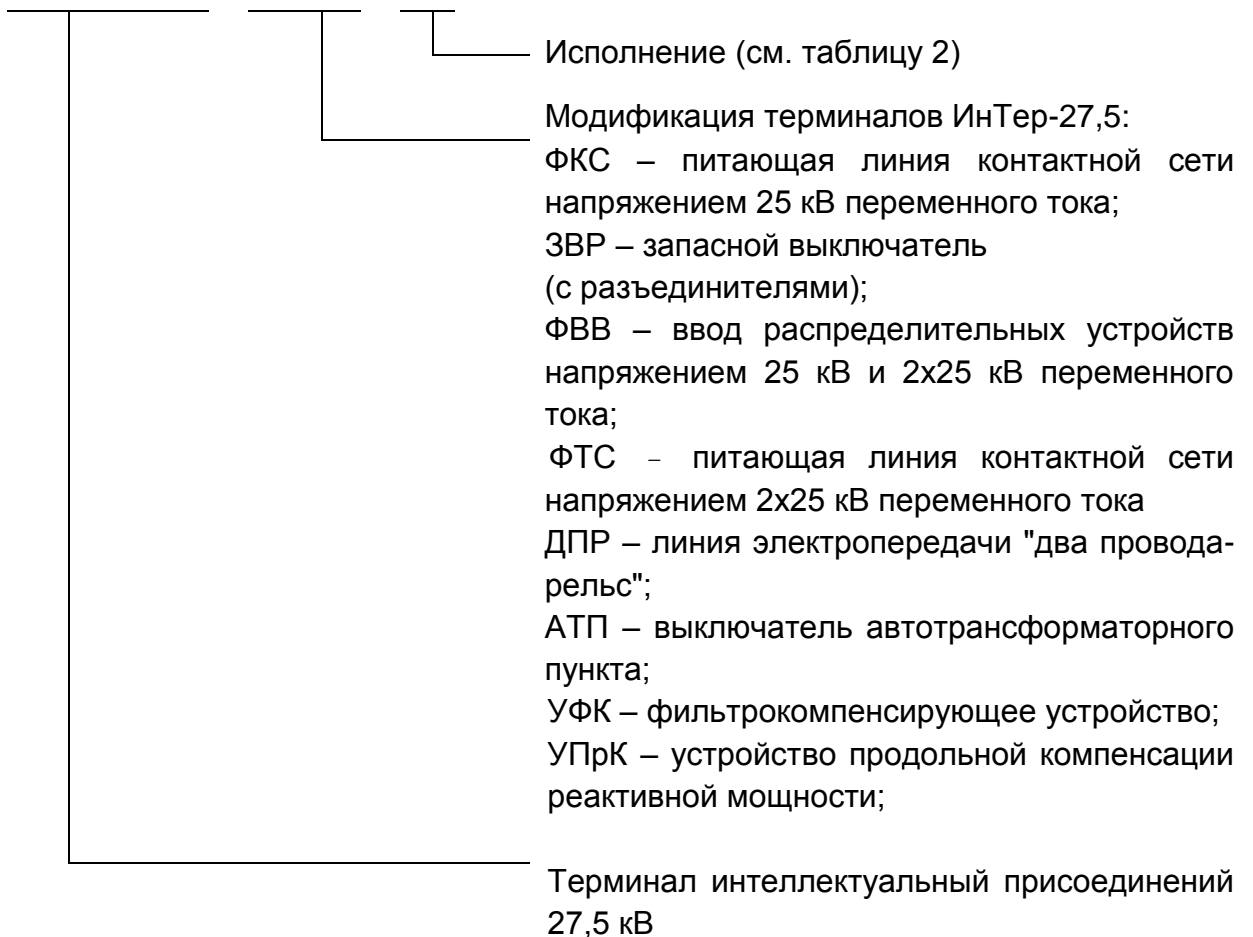 Исполнение (см. таблицу 2)
Модификация терминалов ИнТер-27,5:
ФКС – питающая линия контактной сети
напряжением 25 кВ переменного тока;
ЗВР – запасной выключатель
(с разъединителями);
ФВВ – ввод распределительных устройств
напряжением 25 кВ и 2х25 кВ переменного
тока;
ФТС – питающая линия контактной сети
напряжением 2х25 кВ переменного тока
ДПР – линия электропередачи "два провода-
рельс";
АТП – выключатель автотрансформаторного
пункта;
УФК – фильтрокомпенсирующее устройство;
УПрК – устройство продольной компенсации
реактивной мощности;
Терминал интеллектуальный присоединений
27,5 кВ